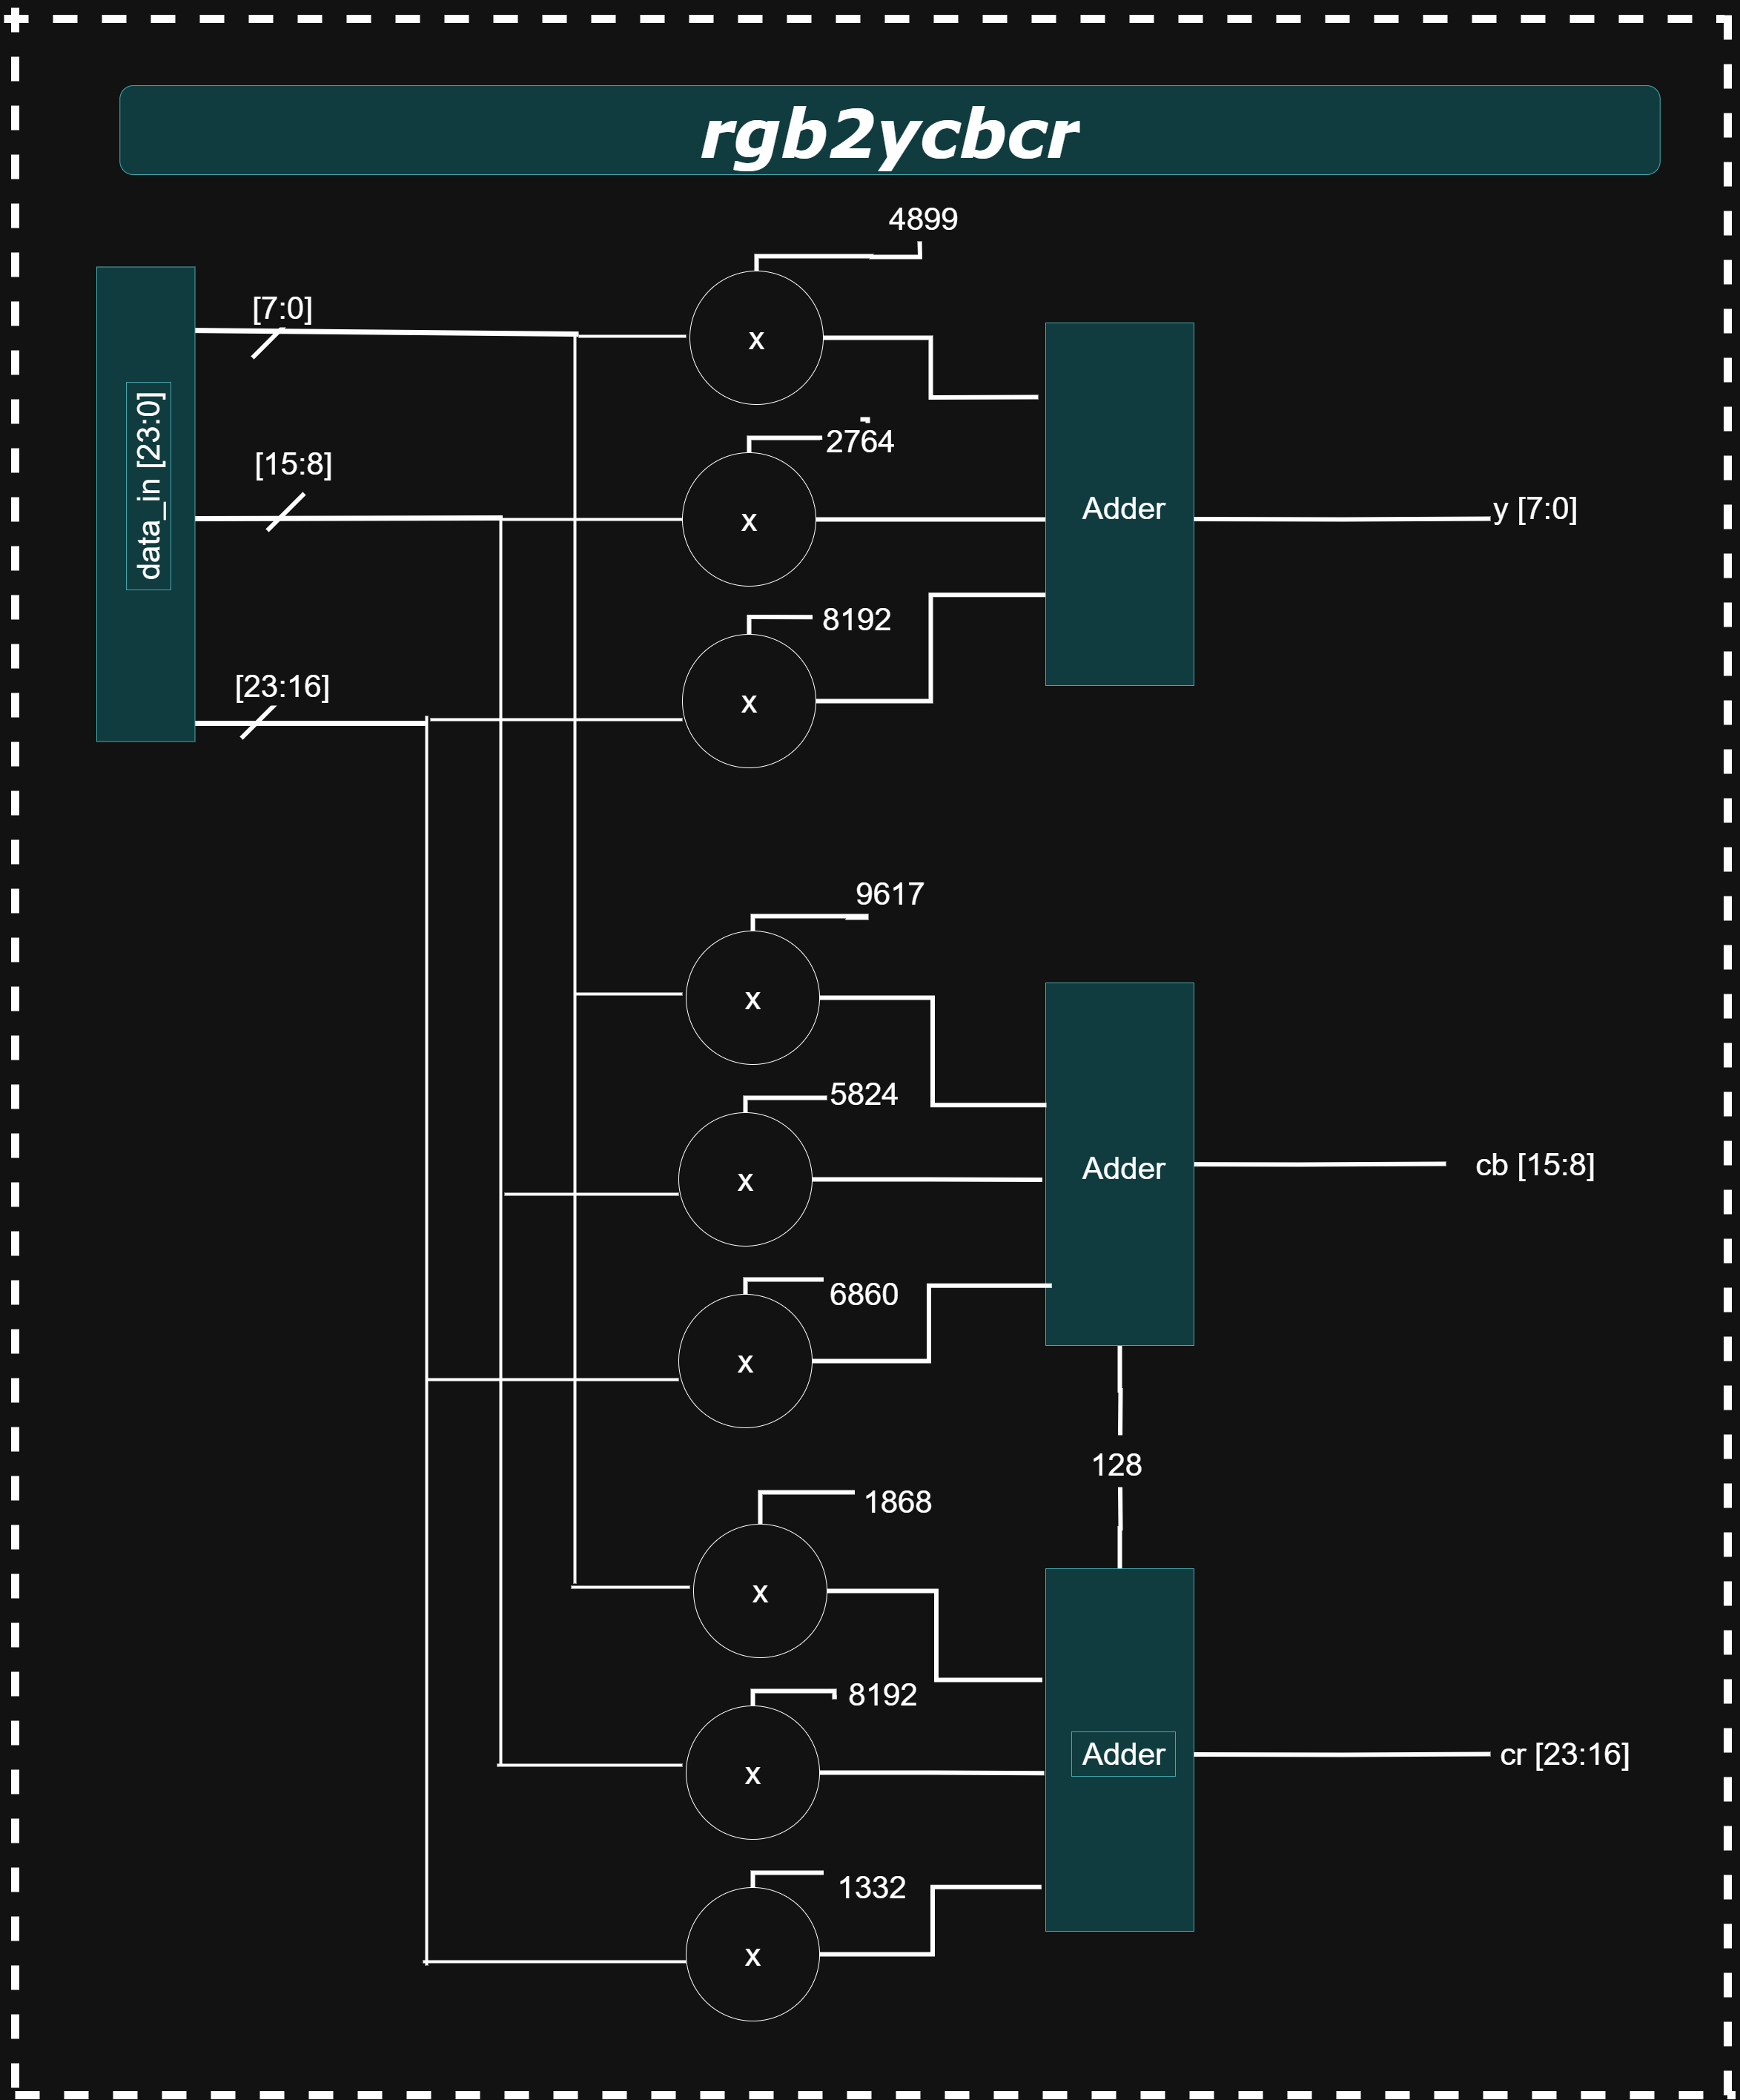 rgb2ycbcr
4899
[7:0]
x
2764
data_in [23:0]
[15:8]
x
Adder
y [7:0]
8192
[23:16]
x
9617
x
5824
x
Adder
cb [15:8]
6860
x
128
1868
x
8192
x
Adder
cr [23:16]
1332
x